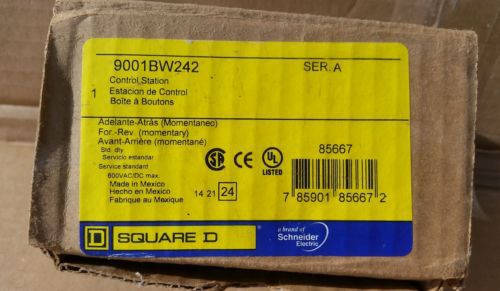 9001BW242 SER. A
Control Station
1 Estacion de Control
Boîte à Boutons
Adelante-Atrás (Momentaneo)
For.-Rev. (momentary)
Avant-Arrière (momentané)
Std. dty
Servicio estandar
Service standard
600VAC/DC max.
Made in Mexico
Hecho en Mexico
Fabrique au Mexique
14 21 24
SA
UL
LISTED
85667
7 85901 85667 2
D SQUARE D
a brand of
Schneider
Electric